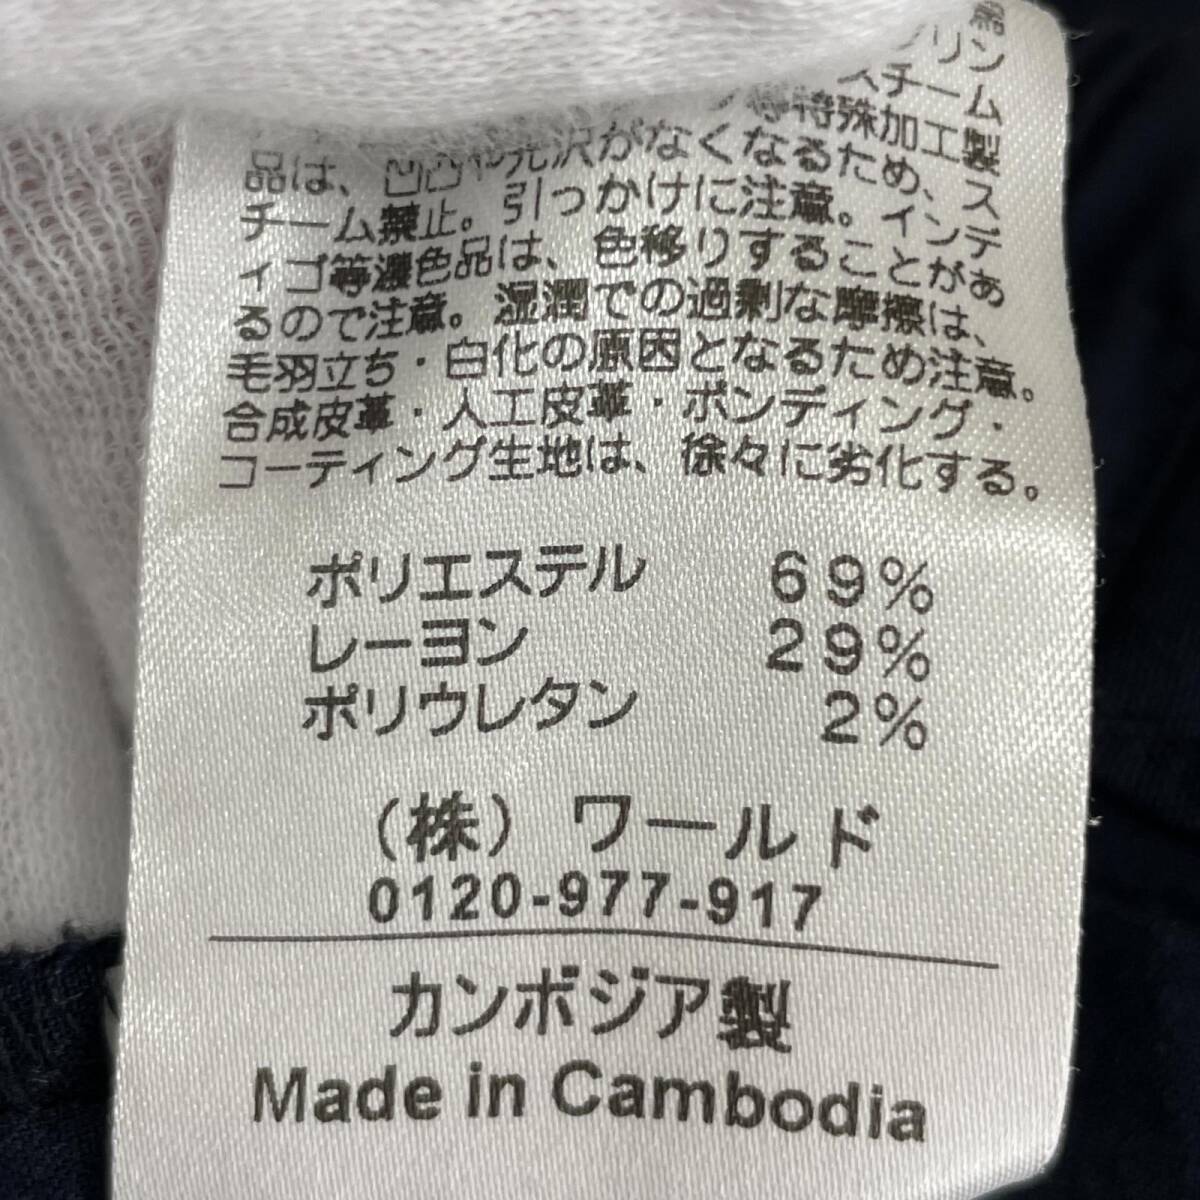 リン
スチーム
等特殊加工製
品は、凹凸や光沢がなくなるため、ス
チーム禁止。引っかけに注意。インデ
ィゴ等濃色品は、色移りすることがあ
るので注意。湿潤での過剰な摩擦は、
毛羽立ち・白化の原因となるため注意。
合成皮革・人工皮革・ボンディング・
コーティング生地は、徐々に劣化する。
ポリエステル 69%
レーヨン 29%
ポリウレタン 2%
(株) ワールド
0120-977-917
カンボジア製
Made in Cambodia